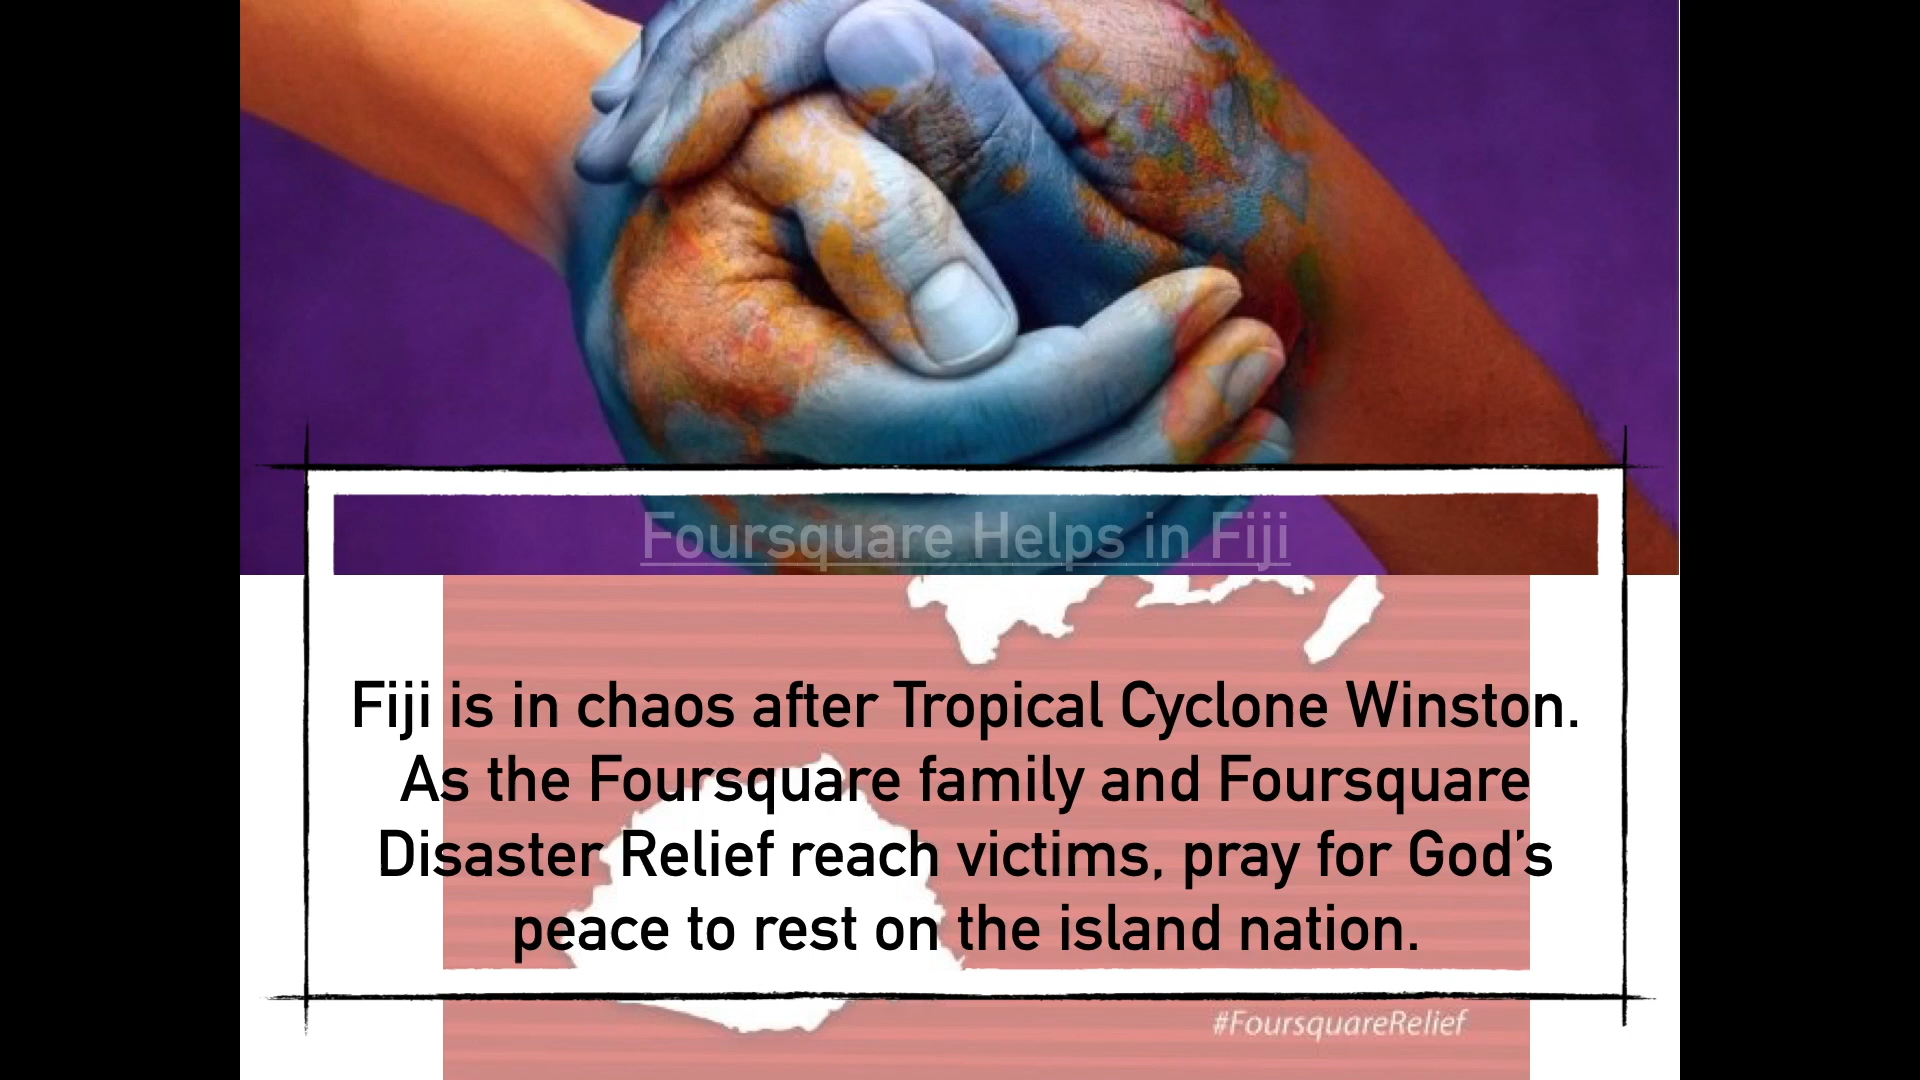 Foursquare Helps in Fiji
Fiji is in chaos after Tropical Cyclone Winston.
As the Foursquare family and Foursquare
Disaster Relief reach victims, pray for God’s
peace to rest on the island nation.
#FoursquareRelief